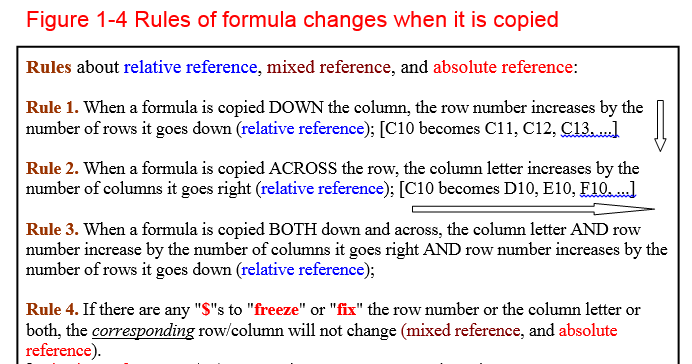 Figure 1-4 Rules of formula changes when it is copied
Rules about relative reference, mixed reference, and absolute reference:
Rule 1. When a formula is copied DOWN the column, the row number increases by the
number of rows it goes down (relative reference); [C10 becomes C11, C12, C13, ...]
Rule 2. When a formula is copied ACROSS the row, the column letter increases by the
number of columns it goes right (relative reference); [C10 becomes D10, E10, F10, ...]
Rule 3. When a formula is copied BOTH down and across, the column letter AND row
number increase by the number of columns it goes right AND row number increases by the
number of rows it goes down (relative reference);
Rule 4. If there are any "$"s to "freeze" or "fix" the row number or the column letter or
both, the corresponding row/column will not change (mixed reference, and absolute
reference).